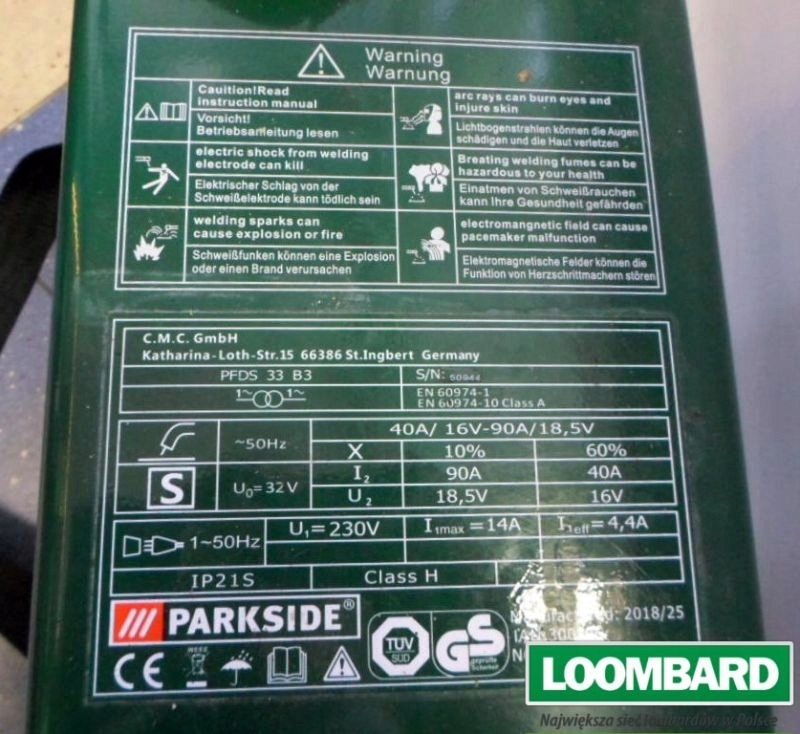 Warning
Warnung
Cauition!Read
instruction manual
Vorsicht!
Betriebsanleitung lesen
arc rays can burn eyes and
injure skin
Lichtbogenstrahlen können die Augen
schädigen und die Haut verletzen
electric shock from welding
electrode can kill
Elektrischer Schlag von der
Schweißelektrode kann tödlich sein
Breating welding fumes can be
hazardous to your health
Einatmen von Schweißrauchen
kann Ihre Gesundheit gefährden
welding sparks can
cause explosion or fire
Schweißfunken können eine Explosion
oder einen Brand verursachen
electromangnetic field can cause
pacemaker malfunction
Elektromagnetische Felder können die
Funktion von Herzschrittmachern stören
C.M.C. GmbH
Katharina-Loth-Str.15 66386 St.Ingbert Germany
PFDS 33 B3
S/N:
1~ 1~
EN 60974-1
EN 60974-10 Class A
~50Hz
40A/ 16V-90A/18,5V
X 10% 60%
S
U0=32V
I2 90A 40A
U2 18,5V 16V
1~50Hz
U1=230V
I1max=14A
I1eff=4,4A
IP21S
Class H
PARKSIDE®
2018/25
CE
TÜV
SÜD
GS
geprüfte
Sicherheit
LOOMBARD
Największa sieć lombardów w Polsce